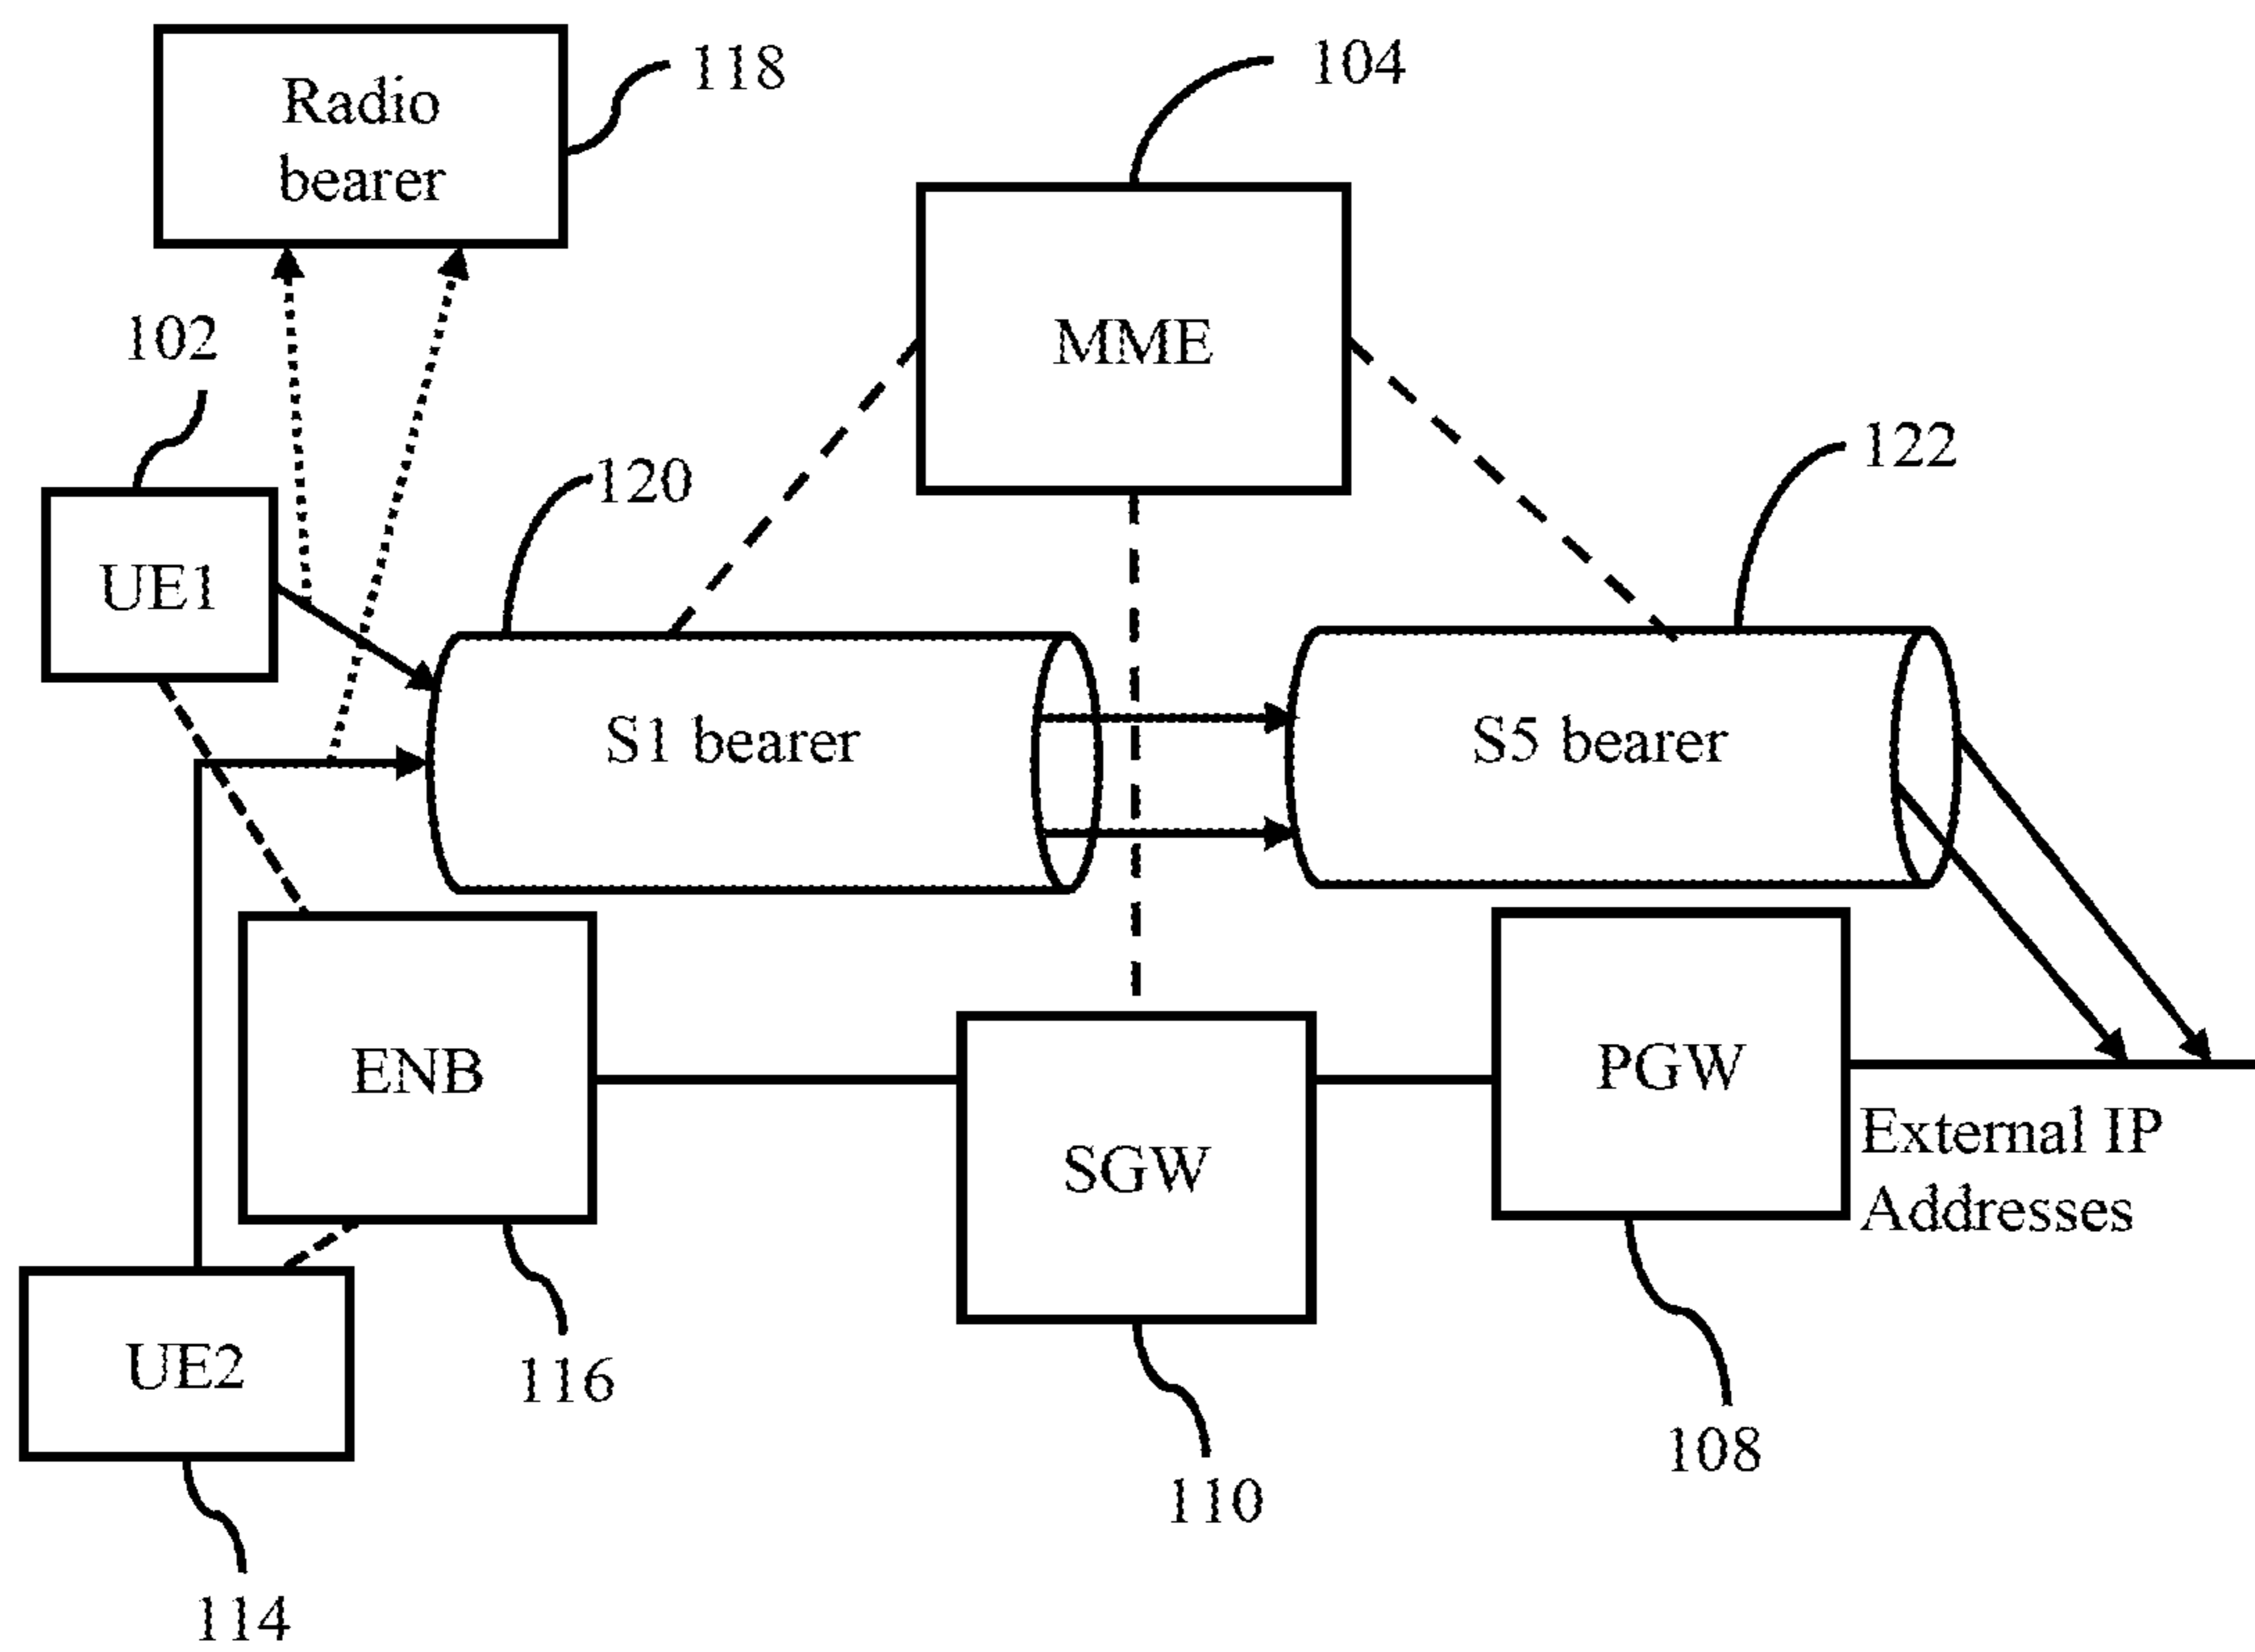 118
104
Radio
bearer
102
MME
122
120
UE1
S1 bearer
S5 bearer
ENB
PGW
External IP
Addresses
SGW
UE2
116
108
110
114